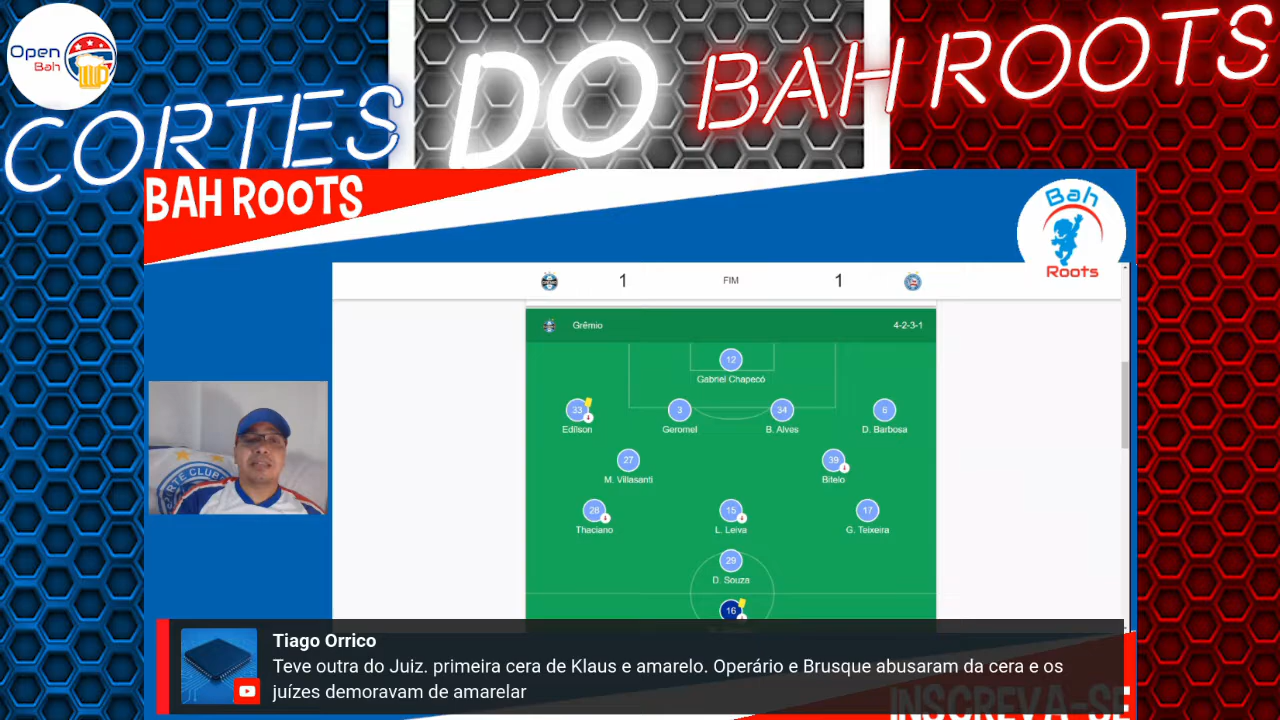 Open
Bah
CORTES DO BAH ROOTS
BAH ROOTS
Bah
Roots
1 FIM 1
Grêmio 4-2-3-1
12
Gabriel Chapecó
33 3 34 6
Edílson Geromel B. Alves D. Barbosa
27 39
M. Villasanti Bitelo
28 15 17
Thaciano L. Leiva G. Teixeira
29
D. Souza
16
RTE CLUB
Tiago Orrico
Teve outra do Juiz. primeira cera de Klaus e amarelo. Operário e Brusque abusaram da cera e os
juízes demoravam de amarelar
INSCREVA-SE